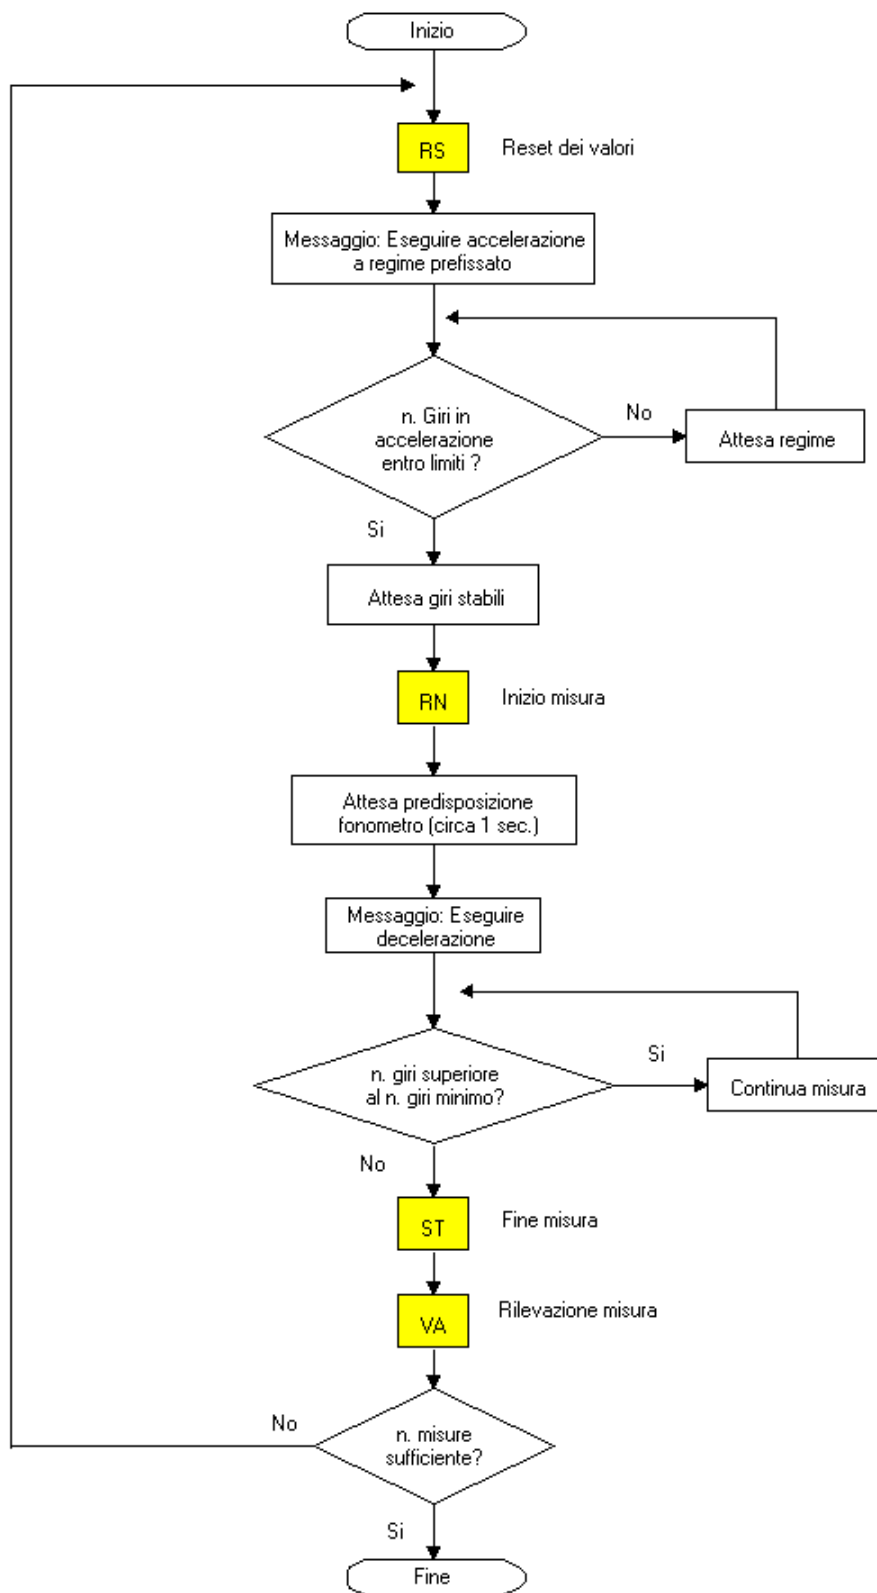 Inizio
RS
Reset dei valori
Messaggio: Eseguire accelerazione
a regime prefissato
n. Giri in
accelerazione
entro limiti ?
No
Attesa regime
Si
Attesa giri stabili
RN
Inizio misura
Attesa predisposizione
fonometro (circa 1 sec.)
Messaggio: Eseguire
decelerazione
n. giri superiore
al n. giri minimo?
Si
Continua misura
No
ST
Fine misura
VA
Rilevazione misura
No
n. misure
sufficiente?
Si
Fine